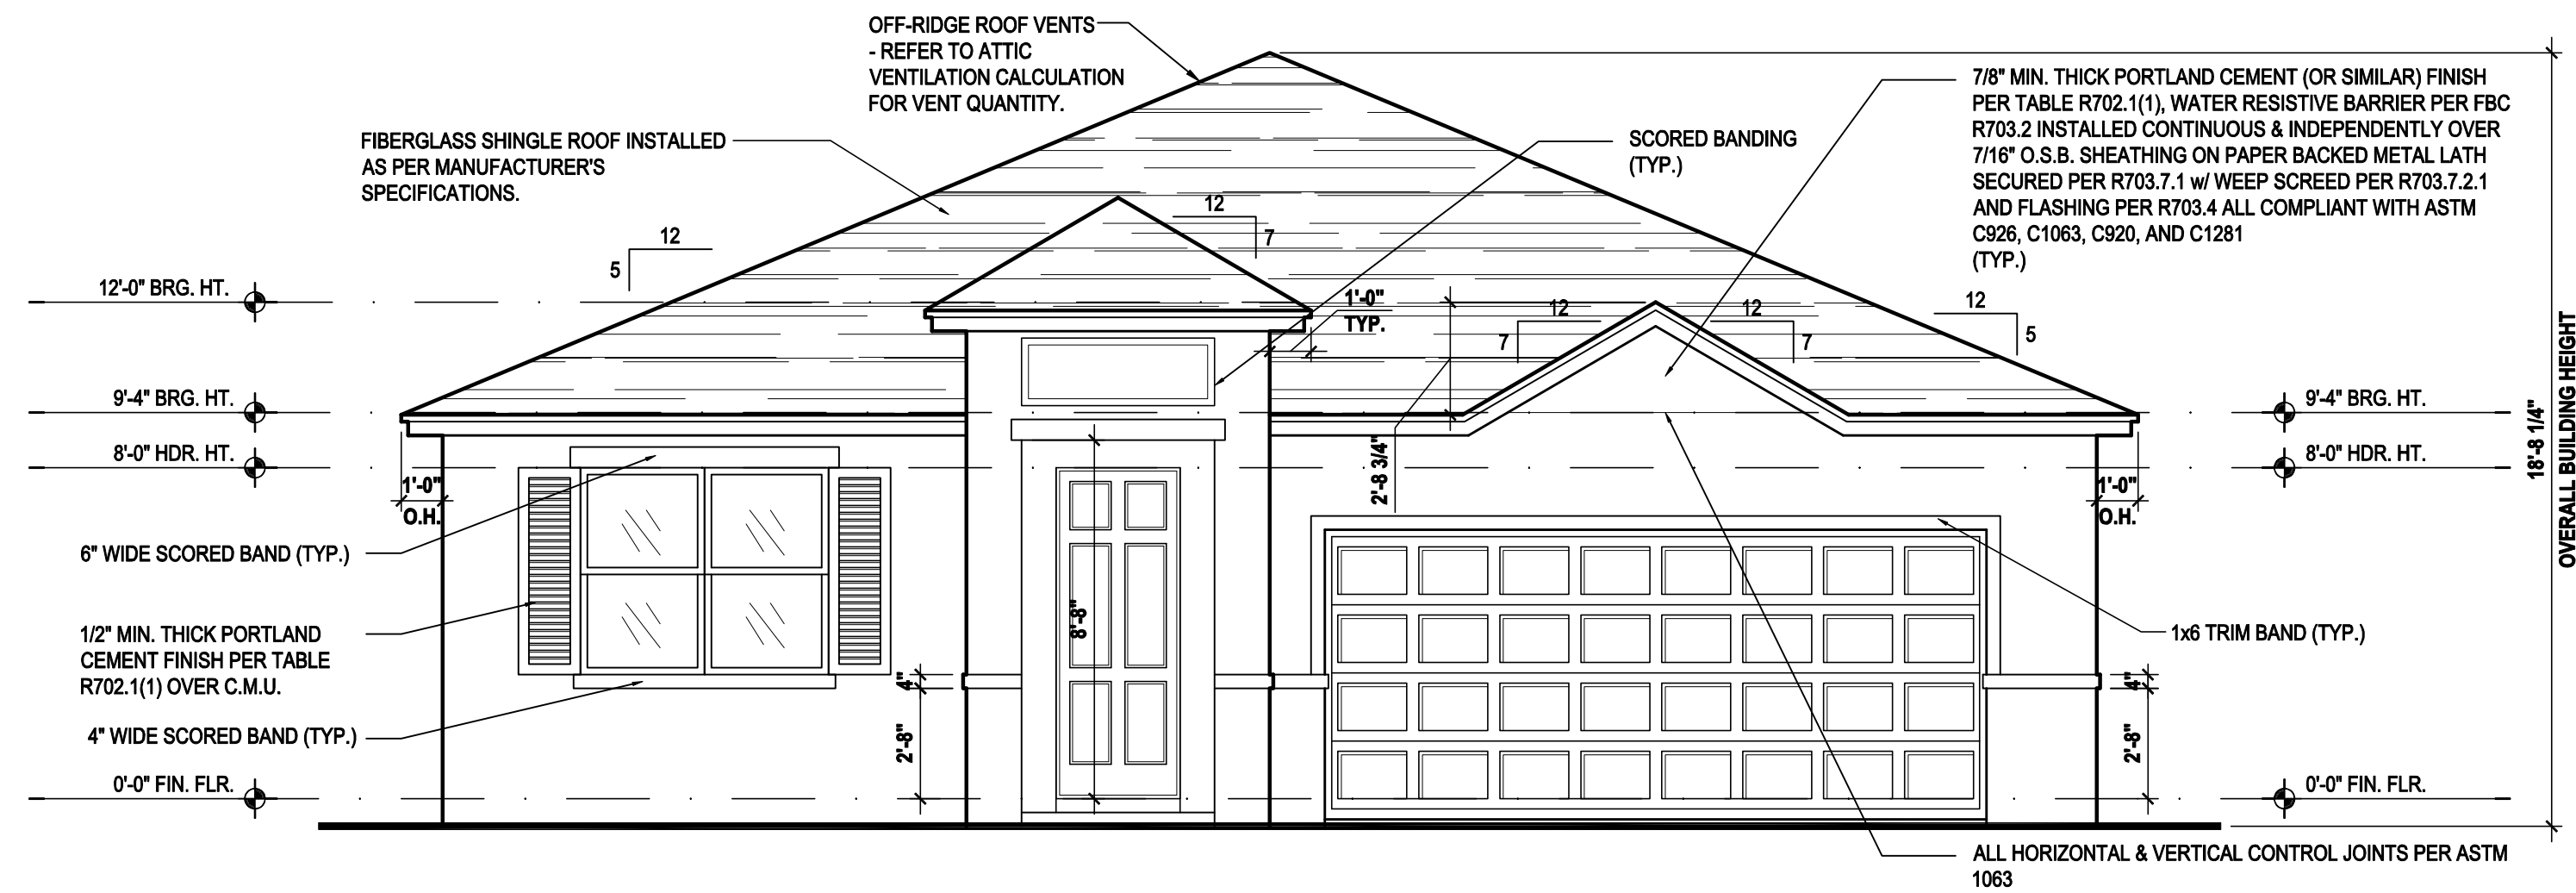 OFF-RIDGE ROOF VENTS
- REFER TO ATTIC
VENTILATION CALCULATION
FOR VENT QUANTITY.
7/8" MIN. THICK PORTLAND CEMENT (OR SIMILAR) FINISH
PER TABLE R702.1(1), WATER RESISTIVE BARRIER PER FBC
R703.2 INSTALLED CONTINUOUS & INDEPENDENTLY OVER
7/16" O.S.B. SHEATHING ON PAPER BACKED METAL LATH
SECURED PER R703.7.1 w/ WEEP SCREED PER R703.7.2.1
AND FLASHING PER R703.4 ALL COMPLIANT WITH ASTM
C926, C1063, C920, AND C1281
(TYP.)
FIBERGLASS SHINGLE ROOF INSTALLED
AS PER MANUFACTURER'S
SPECIFICATIONS.
SCORED BANDING
(TYP.)
12
5
12
7
12'-0" BRG. HT.
1'-0"
TYP.
12
7
12
7
12
5
9'-4" BRG. HT.
9'-4" BRG. HT.
8'-0" HDR. HT.
8'-0" HDR. HT.
1'-0"
O.H.
2'-8 3/4"
1'-0"
O.H.
18'-8 1/4"
OVERALL BUILDING HEIGHT
6" WIDE SCORED BAND (TYP.)
1/2" MIN. THICK PORTLAND
CEMENT FINISH PER TABLE
R702.1(1) OVER C.M.U.
8'-8"
1x6 TRIM BAND (TYP.)
4"
4"
4" WIDE SCORED BAND (TYP.)
2'-8"
2'-8"
0'-0" FIN. FLR.
0'-0" FIN. FLR.
ALL HORIZONTAL & VERTICAL CONTROL JOINTS PER ASTM
1063